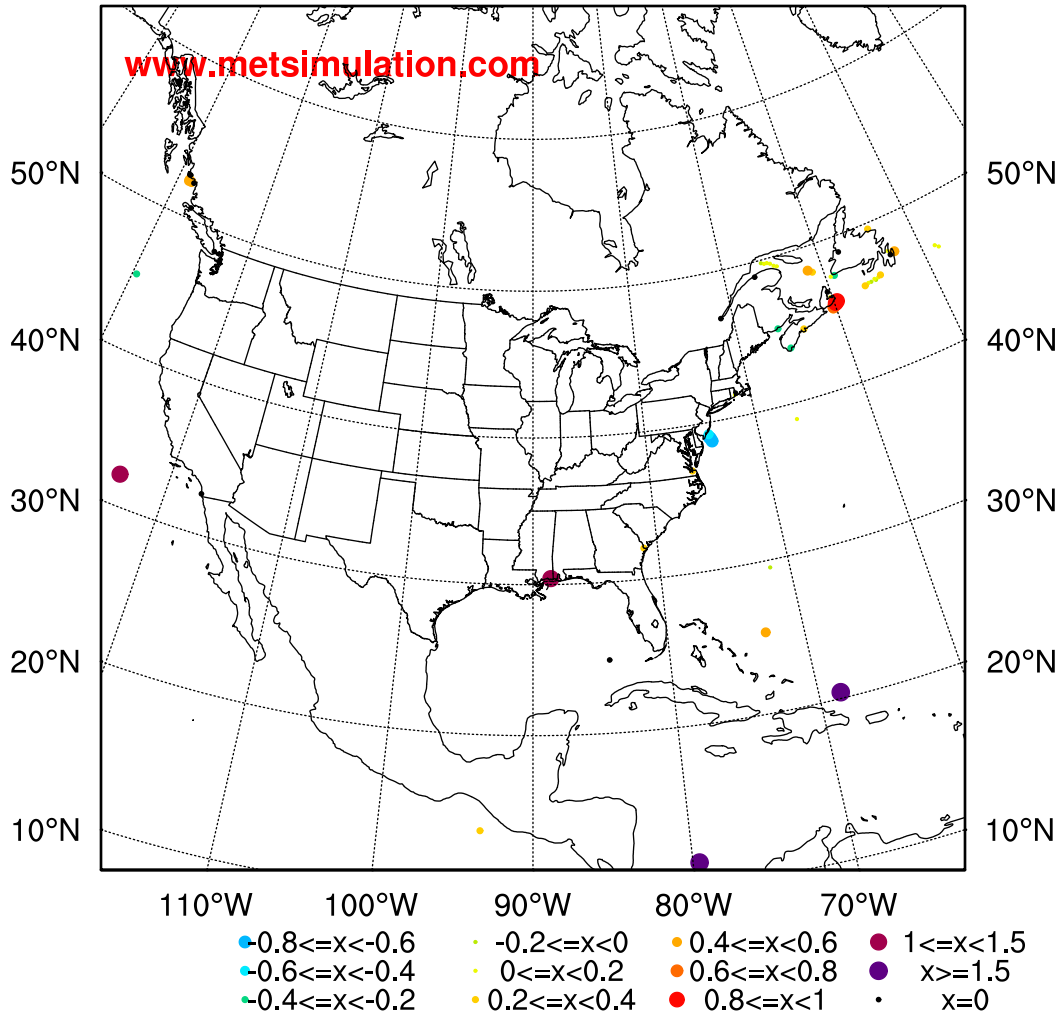 www.metsimulation.com
50°N 50°N
40°N 40°N
30°N 30°N
20°N 20°N
10°N 10°N
110°W 100°W 90°W 80°W 70°W
-0.8<=x<-0.6 -0.2<=x<0 0.4<=x<0.6 1<=x<1.5
-0.6<=x<-0.4 0<=x<0.2 0.6<=x<0.8 x>=1.5
-0.4<=x<-0.2 0.2<=x<0.4 0.8<=x<1 x=0